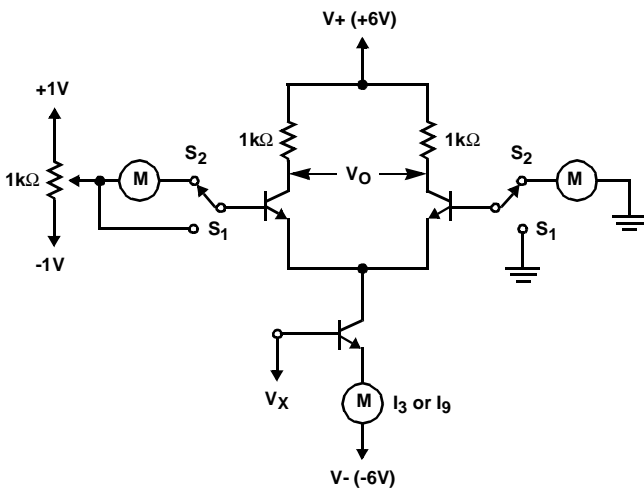 V+ (+6V)
+1V
1kΩ
1kΩ
S2
VO
S2
1kΩ
M
M
S1
S1
-1V
VX
M
I3 or I9
V- (-6V)